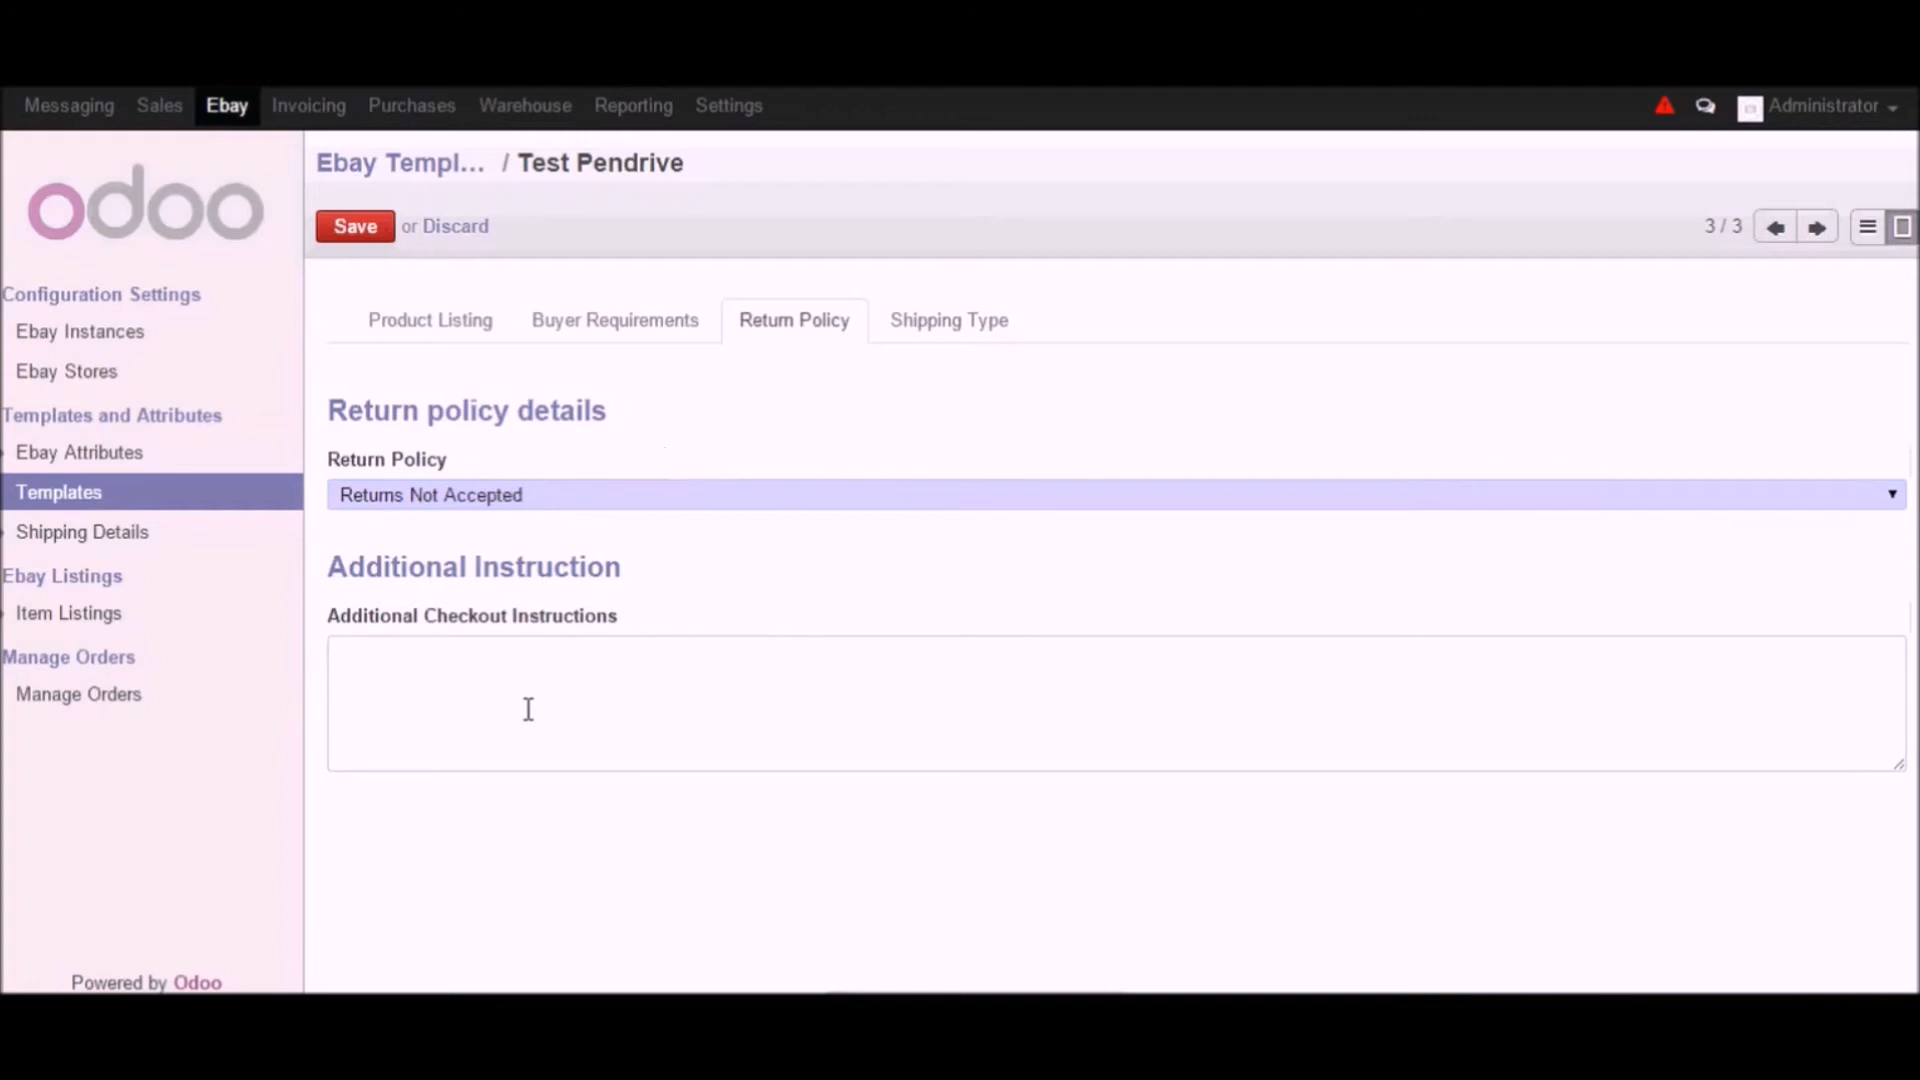 Messaging Sales Ebay Invoicing Purchases Warehouse Reporting Settings Administrator
odoo
Configuration Settings
Ebay Instances
Ebay Stores
Templates and Attributes
Ebay Attributes
Templates
Shipping Details
Ebay Listings
Item Listings
Manage Orders
Manage Orders
Powered by Odoo
Ebay Templ... / Test Pendrive
Save or Discard 3 / 3
Product Listing Buyer Requirements Return Policy Shipping Type
Return policy details
Return Policy
Returns Not Accepted
Additional Instruction
Additional Checkout Instructions